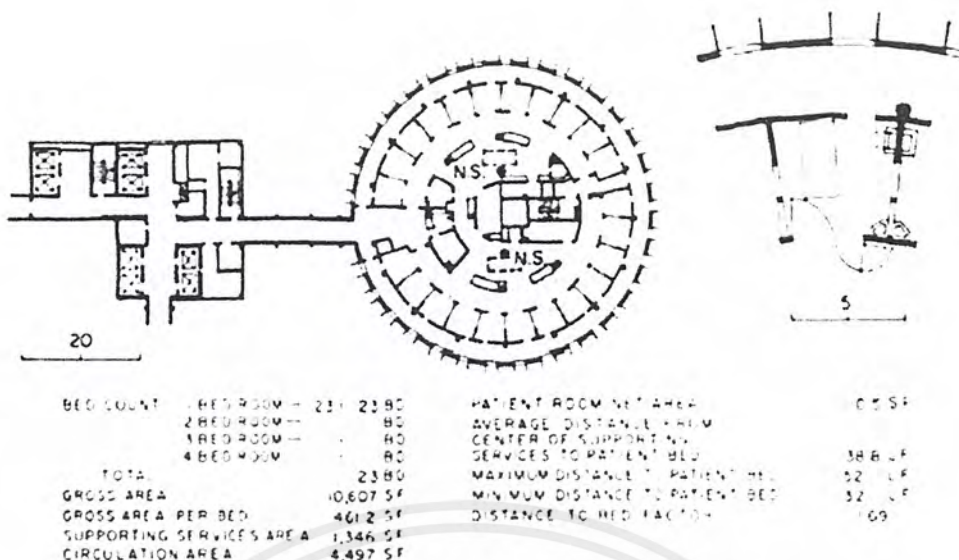 N.S.
N.S.
20
5
BED COUNT 1 BED ROOM — 23 23 BD
2 BED ROOM — BD
3 BED ROOM — BD
4 BED ROOM BD
TOTAL 23 BD
GROSS AREA 10,607 SF
GROSS AREA PER BED 461.2 SF
SUPPORTING SERVICES AREA 1,346 SF
CIRCULATION AREA 4,497 SF
PATIENT ROOM NET AREA SF
AVERAGE DISTANCE FROM
CENTER OF SUPPORTING
SERVICES TO PATIENT BED 38.8 LF
MAXIMUM DISTANCE TO PATIENT BED LF
MINIMUM DISTANCE TO PATIENT BED LF
DISTANCE TO BED FACTOR